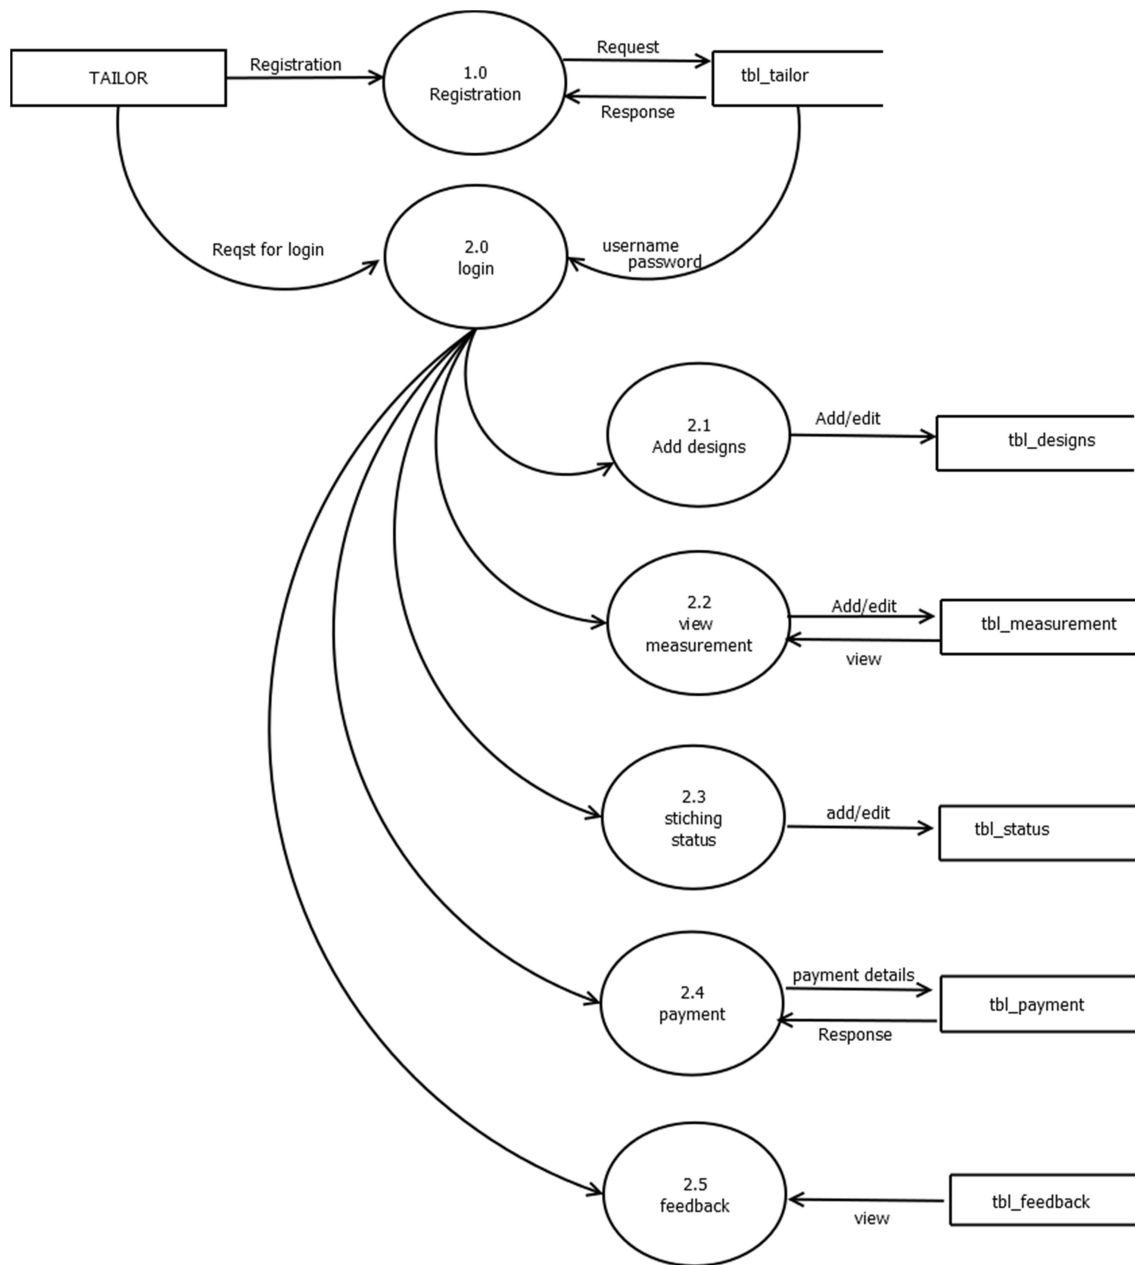 TAILOR
Registration
1.0
Registration
Request
Response
tbl_tailor
Reqst for login
2.0
login
username
password
2.1
Add designs
Add/edit
tbl_designs
2.2
view
measurement
Add/edit
view
tbl_measurement
2.3
stiching
status
add/edit
tbl_status
2.4
payment
payment details
Response
tbl_payment
2.5
feedback
view
tbl_feedback